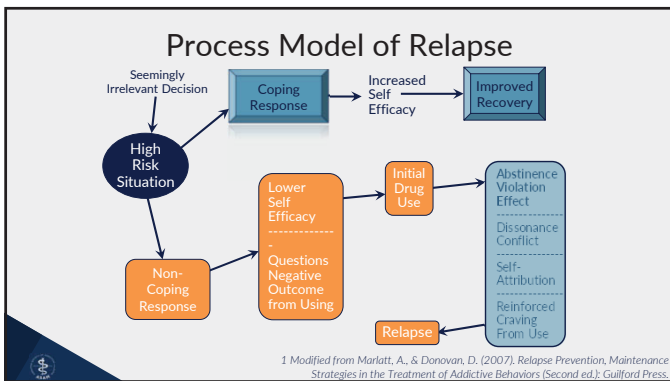 Process Model of Relapse
Seemingly
Irrelevant Decision
Coping
Response
Increased
Self
Efficacy
Improved
Recovery
High
Risk
Situation
Lower
Self
Efficacy
-------------
-
Questions
Negative
Outcome
from Using
Initial
Drug
Use
Abstinence
Violation
Effect
--------------
Dissonance
Conflict
--------------
Self-
Attribution
--------------
Reinforced
Craving
From Use
Non-
Coping
Response
Relapse
1 Modified from Marlatt, A., & Donovan, D. (2007). Relapse Prevention, Maintenance
Strategies in the Treatment of Addictive Behaviors (Second ed.): Guilford Press.